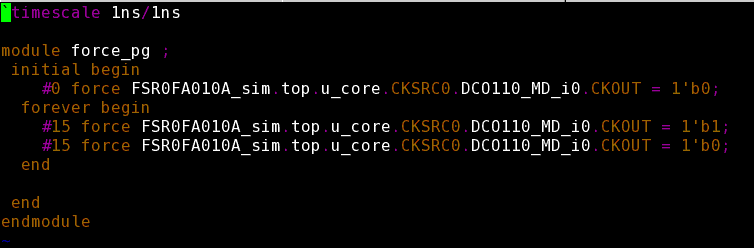 `timescale 1ns/1ns
module force_pg ;
initial begin
#0 force FSR0FA010A_sim.top.u_core.CKSRC0.DCO110_MD_i0.CKOUT = 1'b0;
forever begin
#15 force FSR0FA010A_sim.top.u_core.CKSRC0.DCO110_MD_i0.CKOUT = 1'b1;
#15 force FSR0FA010A_sim.top.u_core.CKSRC0.DCO110_MD_i0.CKOUT = 1'b0;
end
end
endmodule
~